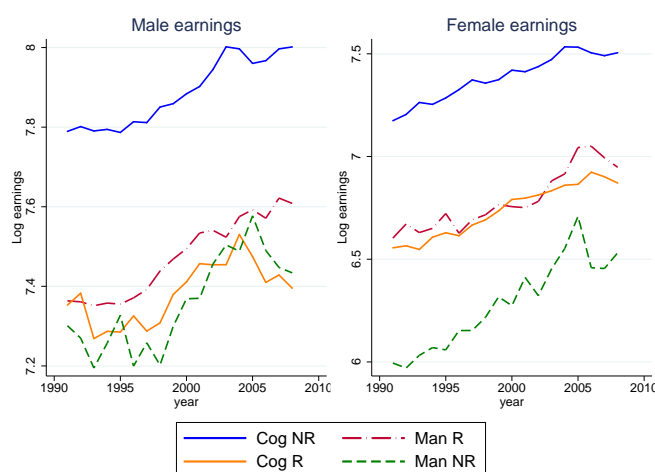 Male earnings
Female earnings
Log earnings
8
7.8
7.6
7.4
7.2
1990
1995
2000
2005
2010
year
Log earnings
7.5
7
6.5
6
1990
1995
2000
2005
2010
year
Cog NR
Man R
Cog R
Man NR